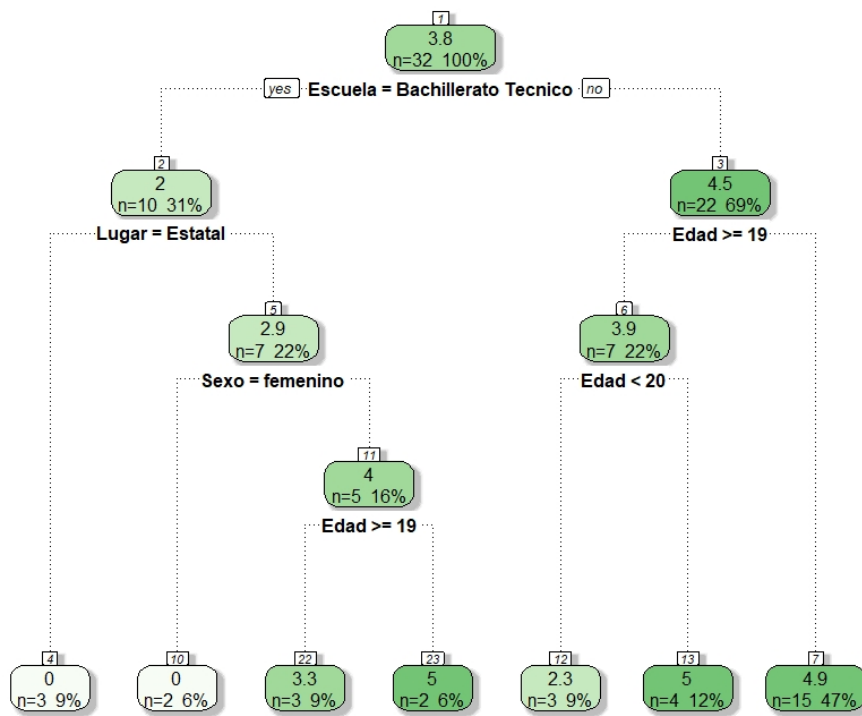 1
3.8
n=32 100%
yes Escuela = Bachillerato Tecnico no
2
2
n=10 31%
3
4.5
n=22 69%
Lugar = Estatal
Edad >= 19
5
2.9
n=7 22%
6
3.9
n=7 22%
Sexo = femenino
Edad < 20
11
4
n=5 16%
Edad >= 19
4
0
n=3 9%
10
0
n=2 6%
22
3.3
n=3 9%
23
5
n=2 6%
12
2.3
n=3 9%
13
5
n=4 12%
7
4.9
n=15 47%